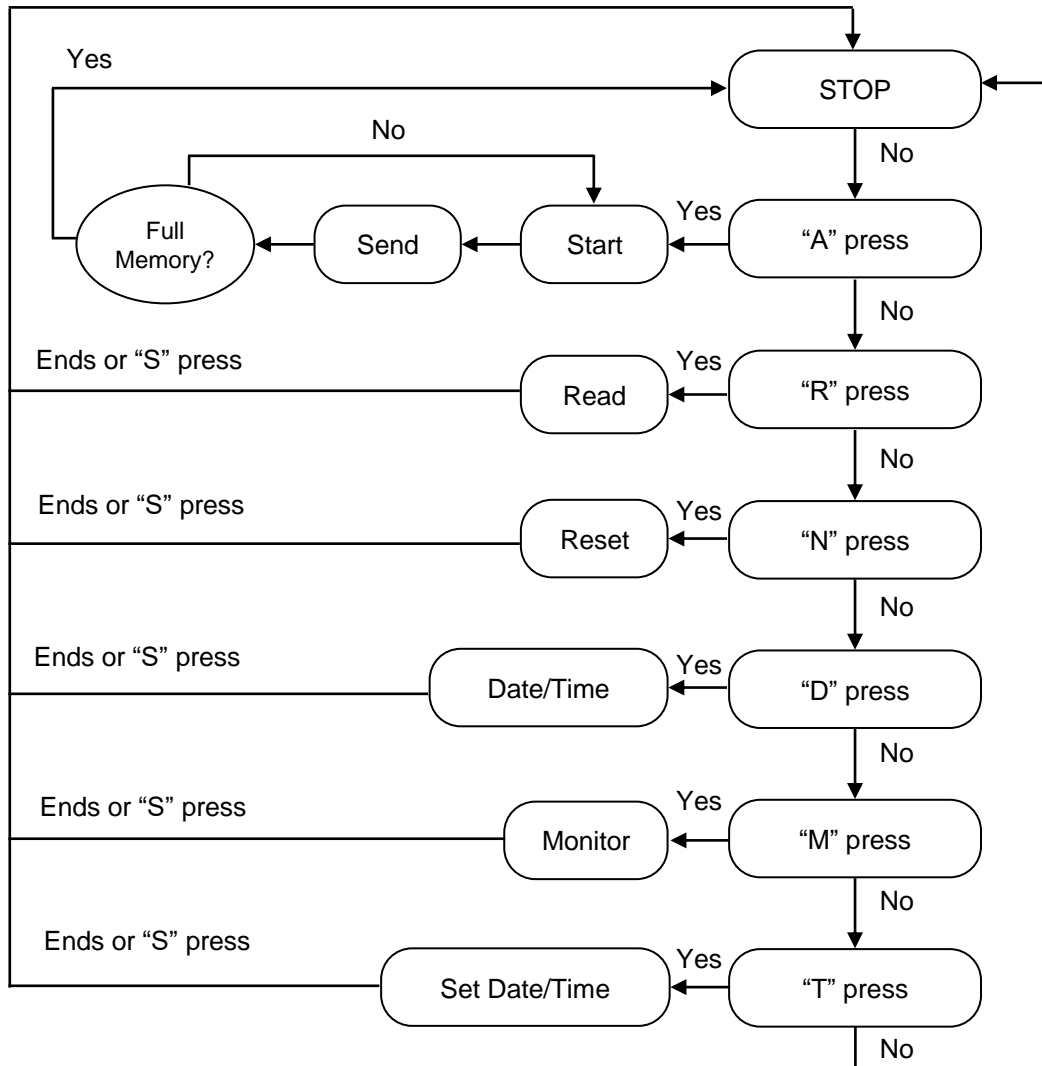 Yes
STOP
No
No
Yes
Full
Memory?
Send
Start
“A” press
No
Ends or “S” press
Yes
Read
“R” press
No
Ends or “S” press
Yes
Reset
“N” press
No
Ends or “S” press
Yes
Date/Time
“D” press
No
Ends or “S” press
Yes
Monitor
“M” press
No
Ends or “S” press
Yes
Set Date/Time
“T” press
No